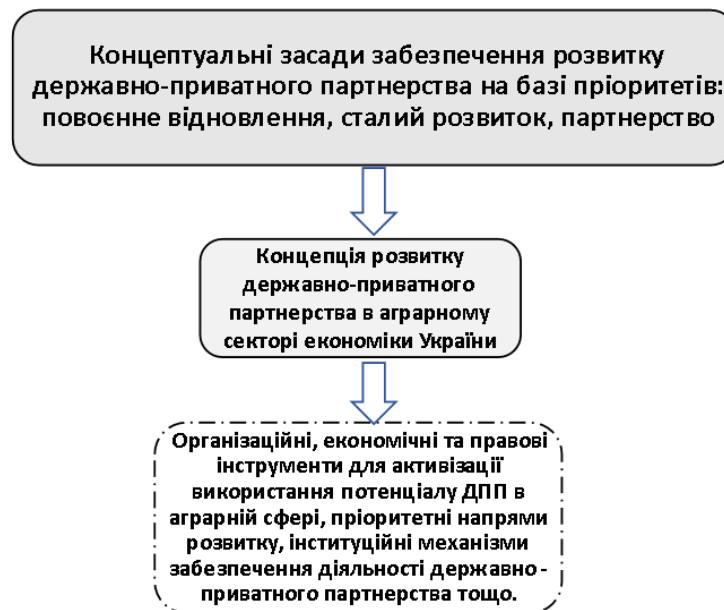 Концептуальні засади забезпечення розвитку
державно-приватного партнерства на базі пріоритетів:
повоєнне відновлення, сталий розвиток, партнерство
Концепція розвитку
державно-приватного
партнерства в аграрному
секторі економіки України
Організаційні, економічні та правові
інструменти для активізації
використання потенціалу ДПП в
аграрній сфері, пріоритетні напрями
розвитку, інституційні механізми
забезпечення діяльності державно-
приватного партнерства тощо.